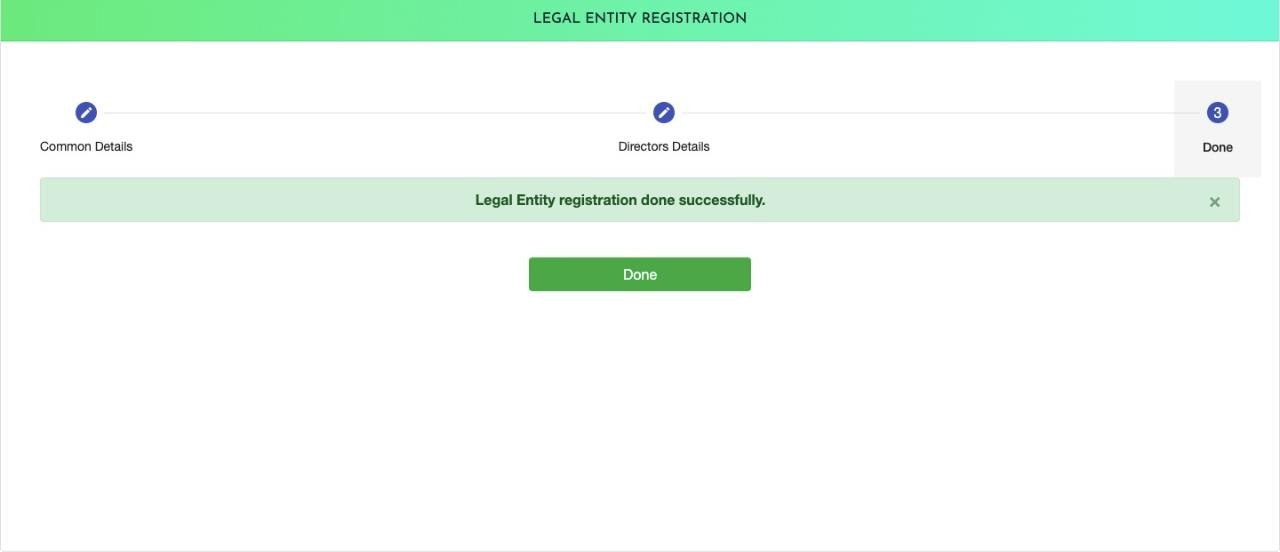 LEGAL ENTITY REGISTRATION
3
Common Details
Directors Details
Done
Legal Entity registration done successfully.
×
Done